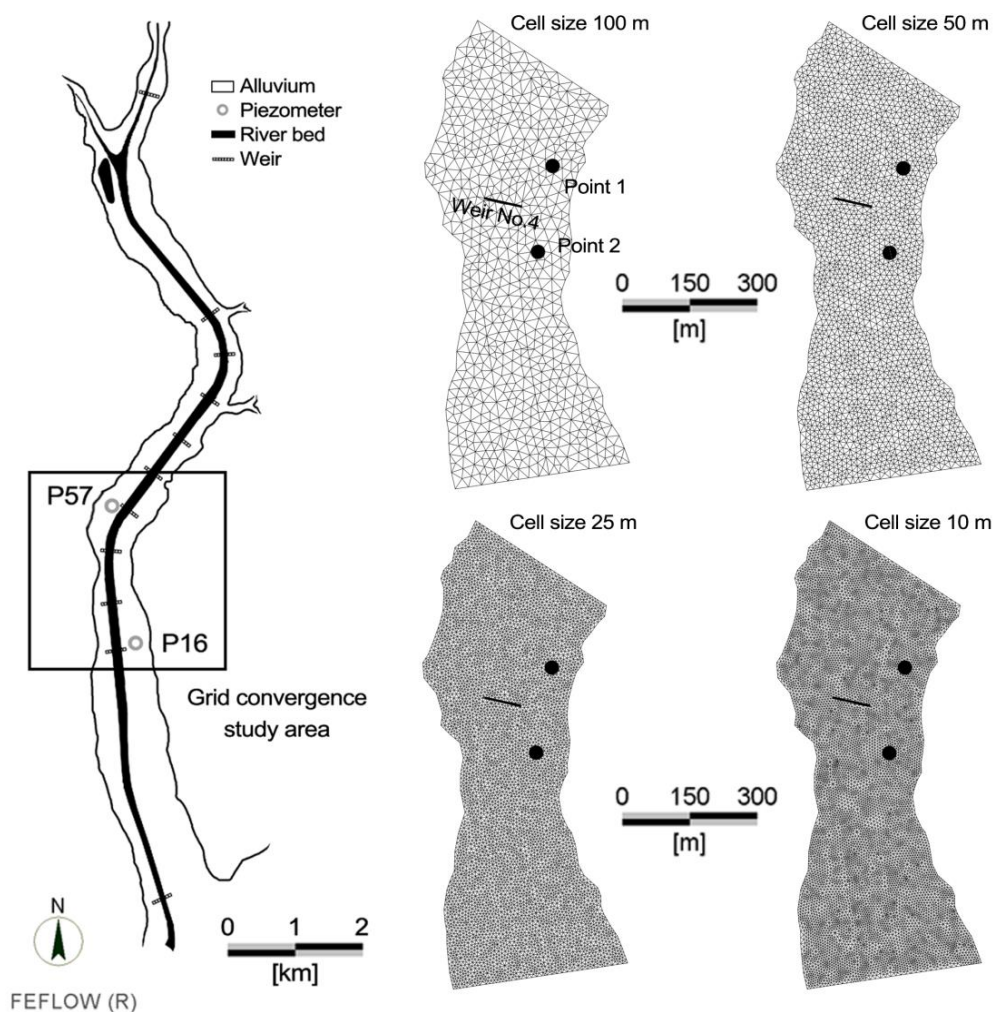 Alluvium
Piezometer
River bed
Weir
P57
P16
Grid convergence
study area
N
0 1 2
[km]
FEFLOW (R)
Cell size 100 m
Point 1
Weir No.4
Point 2
0 150 300
[m]
Cell size 50 m
Cell size 25 m
0 150 300
[m]
Cell size 10 m